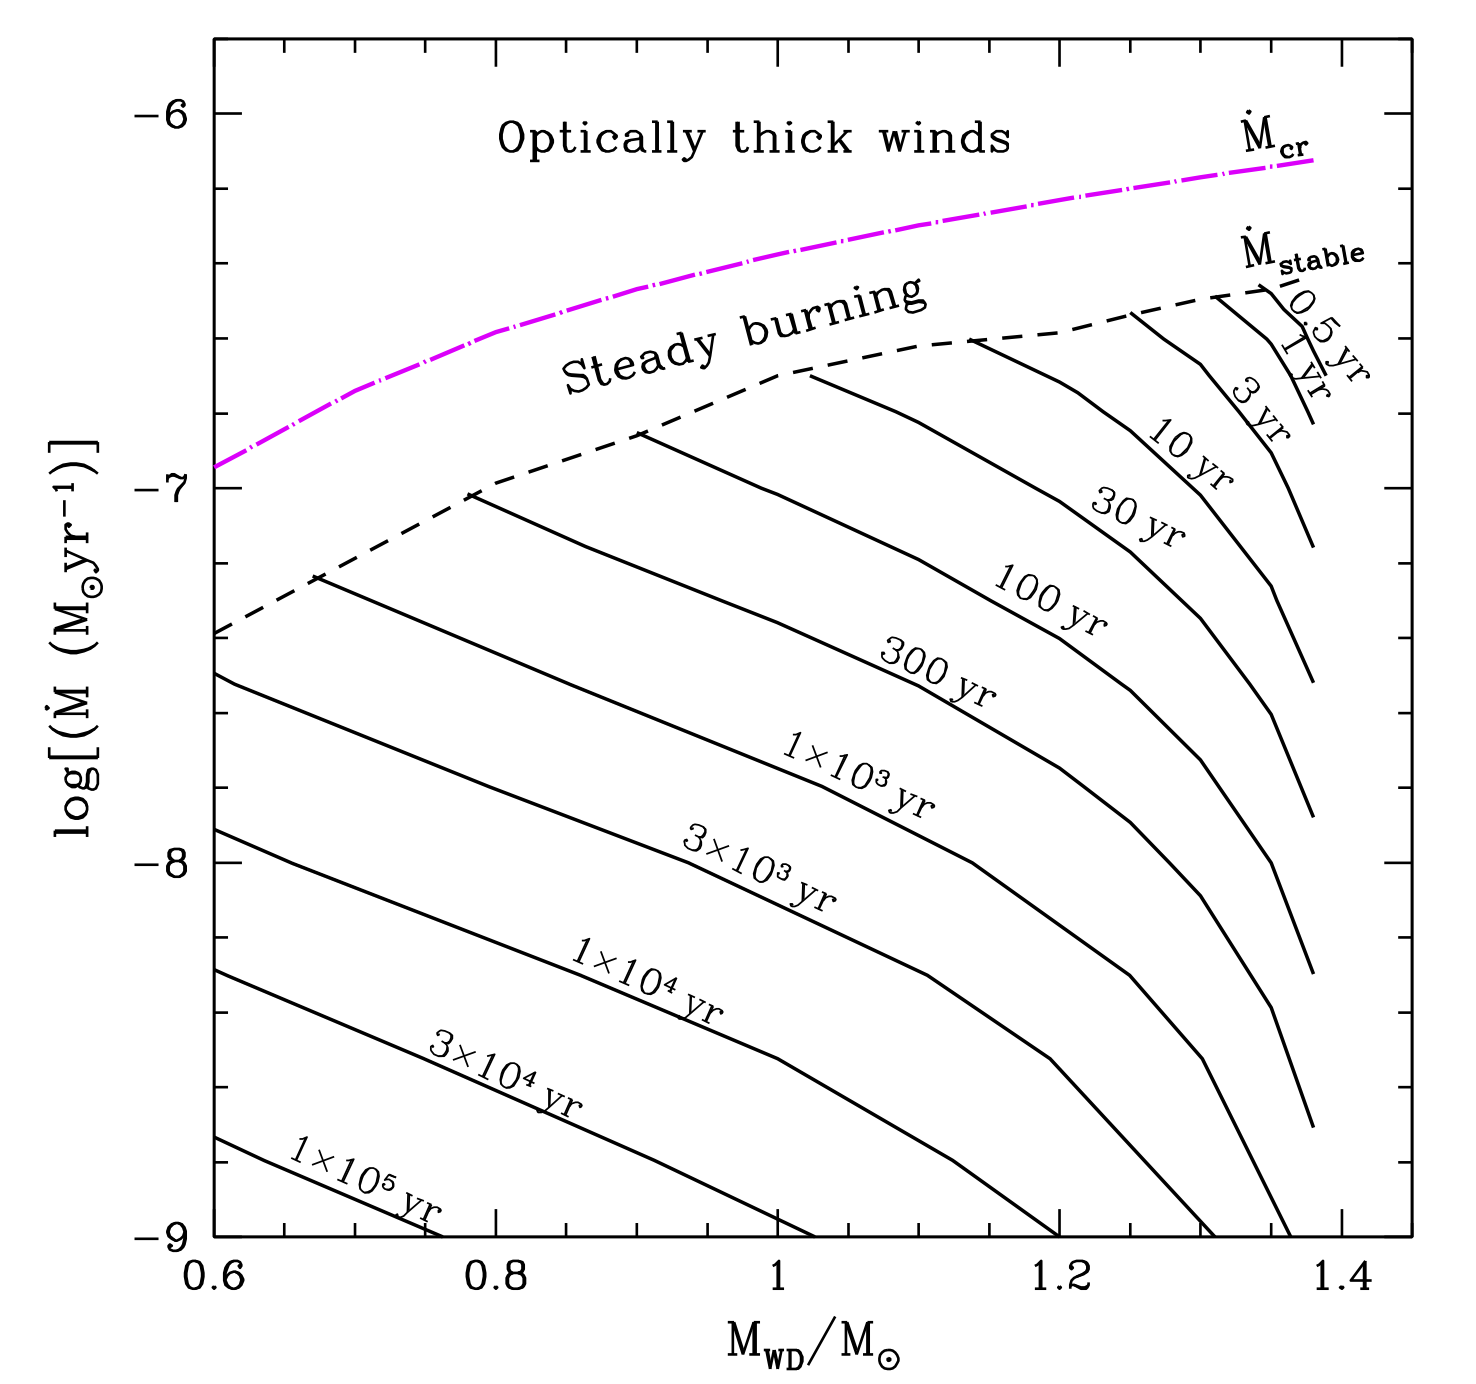 −6
Optically thick winds
Ṁcr
Ṁstable
Steady burning
0.5 yr
1 yr
3 yr
10 yr
−7
30 yr
100 yr
300 yr
1×10³ yr
3×10³ yr
−8
1×10⁴ yr
3×10⁴ yr
1×10⁵ yr
−9
log[(Ṁ (M⊙yr⁻¹)]
0.6 0.8 1 1.2 1.4
MWD/M⊙